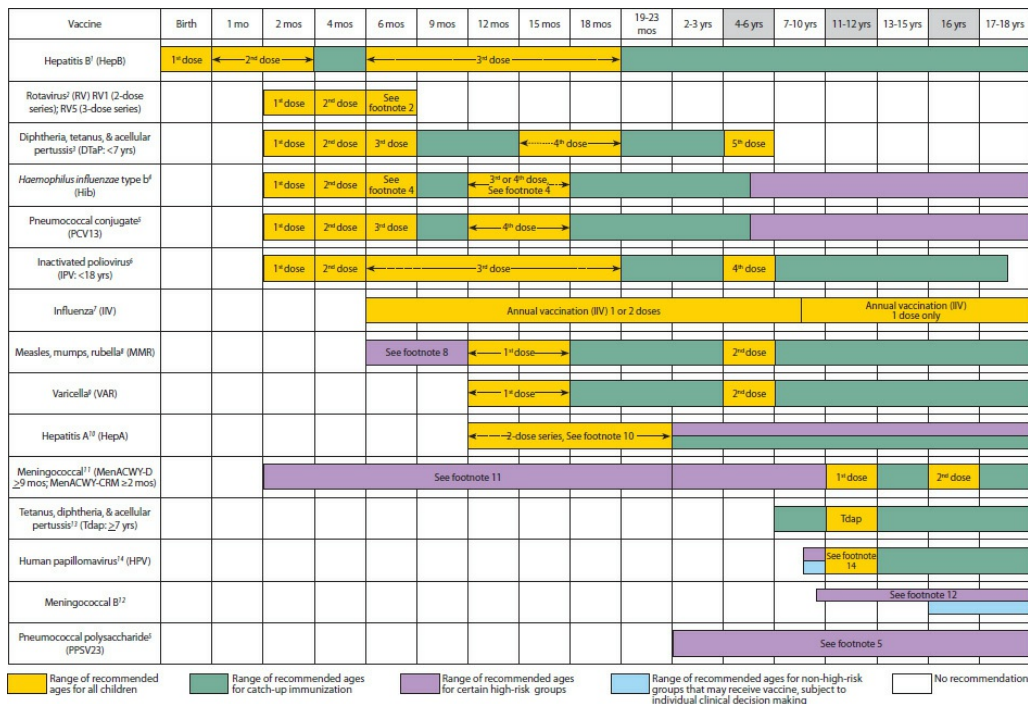 Vaccine Birth 1 mo 2 mos 4 mos 6 mos 9 mos 12 mos 15 mos 18 mos 19-23 mos 2-3 yrs 4-6 yrs 7-10 yrs 11-12 yrs 13-15 yrs 16 yrs 17-18 yrs
Hepatitis B¹ (HepB)
1ˢᵗ dose 2ⁿᵈ dose 3ʳᵈ dose
Rotavirus² (RV) RV1 (2-dose
series); RV5 (3-dose series)
1ˢᵗ dose 2ⁿᵈ dose See
footnote 2
Diphtheria, tetanus, & acellular
pertussis³ (DTaP: <7 yrs)
1ˢᵗ dose 2ⁿᵈ dose 3ʳᵈ dose 4ᵗʰ dose 5ᵗʰ dose
Haemophilus influenzae type b⁴
(Hib)
1ˢᵗ dose 2ⁿᵈ dose See
footnote 4
3ʳᵈ or 4ᵗʰ dose
See footnote 4
Pneumococcal conjugate⁵
(PCV13)
1ˢᵗ dose 2ⁿᵈ dose 3ʳᵈ dose 4ᵗʰ dose
Inactivated poliovirus⁶
(IPV: <18 yrs)
1ˢᵗ dose 2ⁿᵈ dose 3ʳᵈ dose 4ᵗʰ dose
Influenza⁷ (IIV)
Annual vaccination (IIV) 1 or 2 doses
Annual vaccination (IIV)
1 dose only
Measles, mumps, rubella⁸ (MMR)
See footnote 8 1ˢᵗ dose 2ⁿᵈ dose
Varicella⁹ (VAR)
1ˢᵗ dose 2ⁿᵈ dose
Hepatitis A¹⁰ (HepA)
2-dose series, See footnote 10
Meningococcal¹¹ (MenACWY-D
≥9 mos; MenACWY-CRM ≥2 mos)
See footnote 11 1ˢᵗ dose 2ⁿᵈ dose
Tetanus, diphtheria, & acellular
pertussis¹³ (Tdap: ≥7 yrs)
Tdap
Human papillomavirus¹⁴ (HPV)
See footnote
14
Meningococcal B¹²
See footnote 12
Pneumococcal polysaccharide⁵
(PPSV23)
See footnote 5
Range of recommended
ages for all children
Range of recommended ages
for catch-up immunization
Range of recommended ages
for certain high-risk groups
Range of recommended ages for non-high-risk
groups that may receive vaccine, subject to
individual clinical decision making
No recommendation